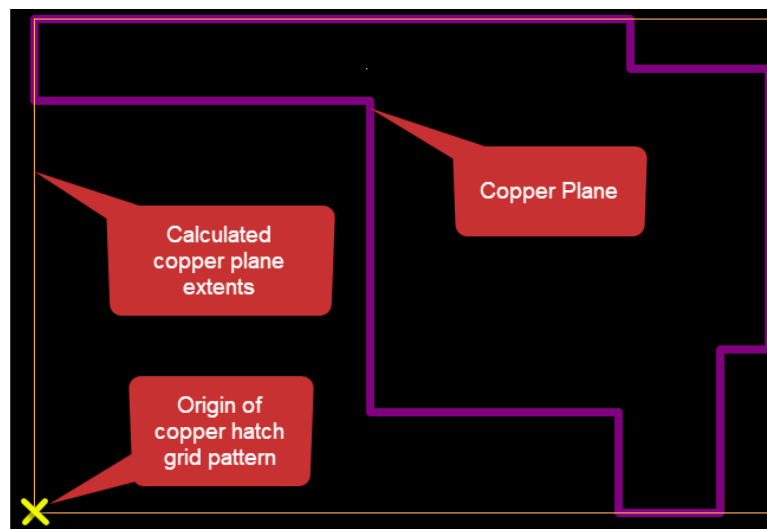 Copper Plane
Calculated
copper plane
extents
Origin of
copper hatch
grid pattern